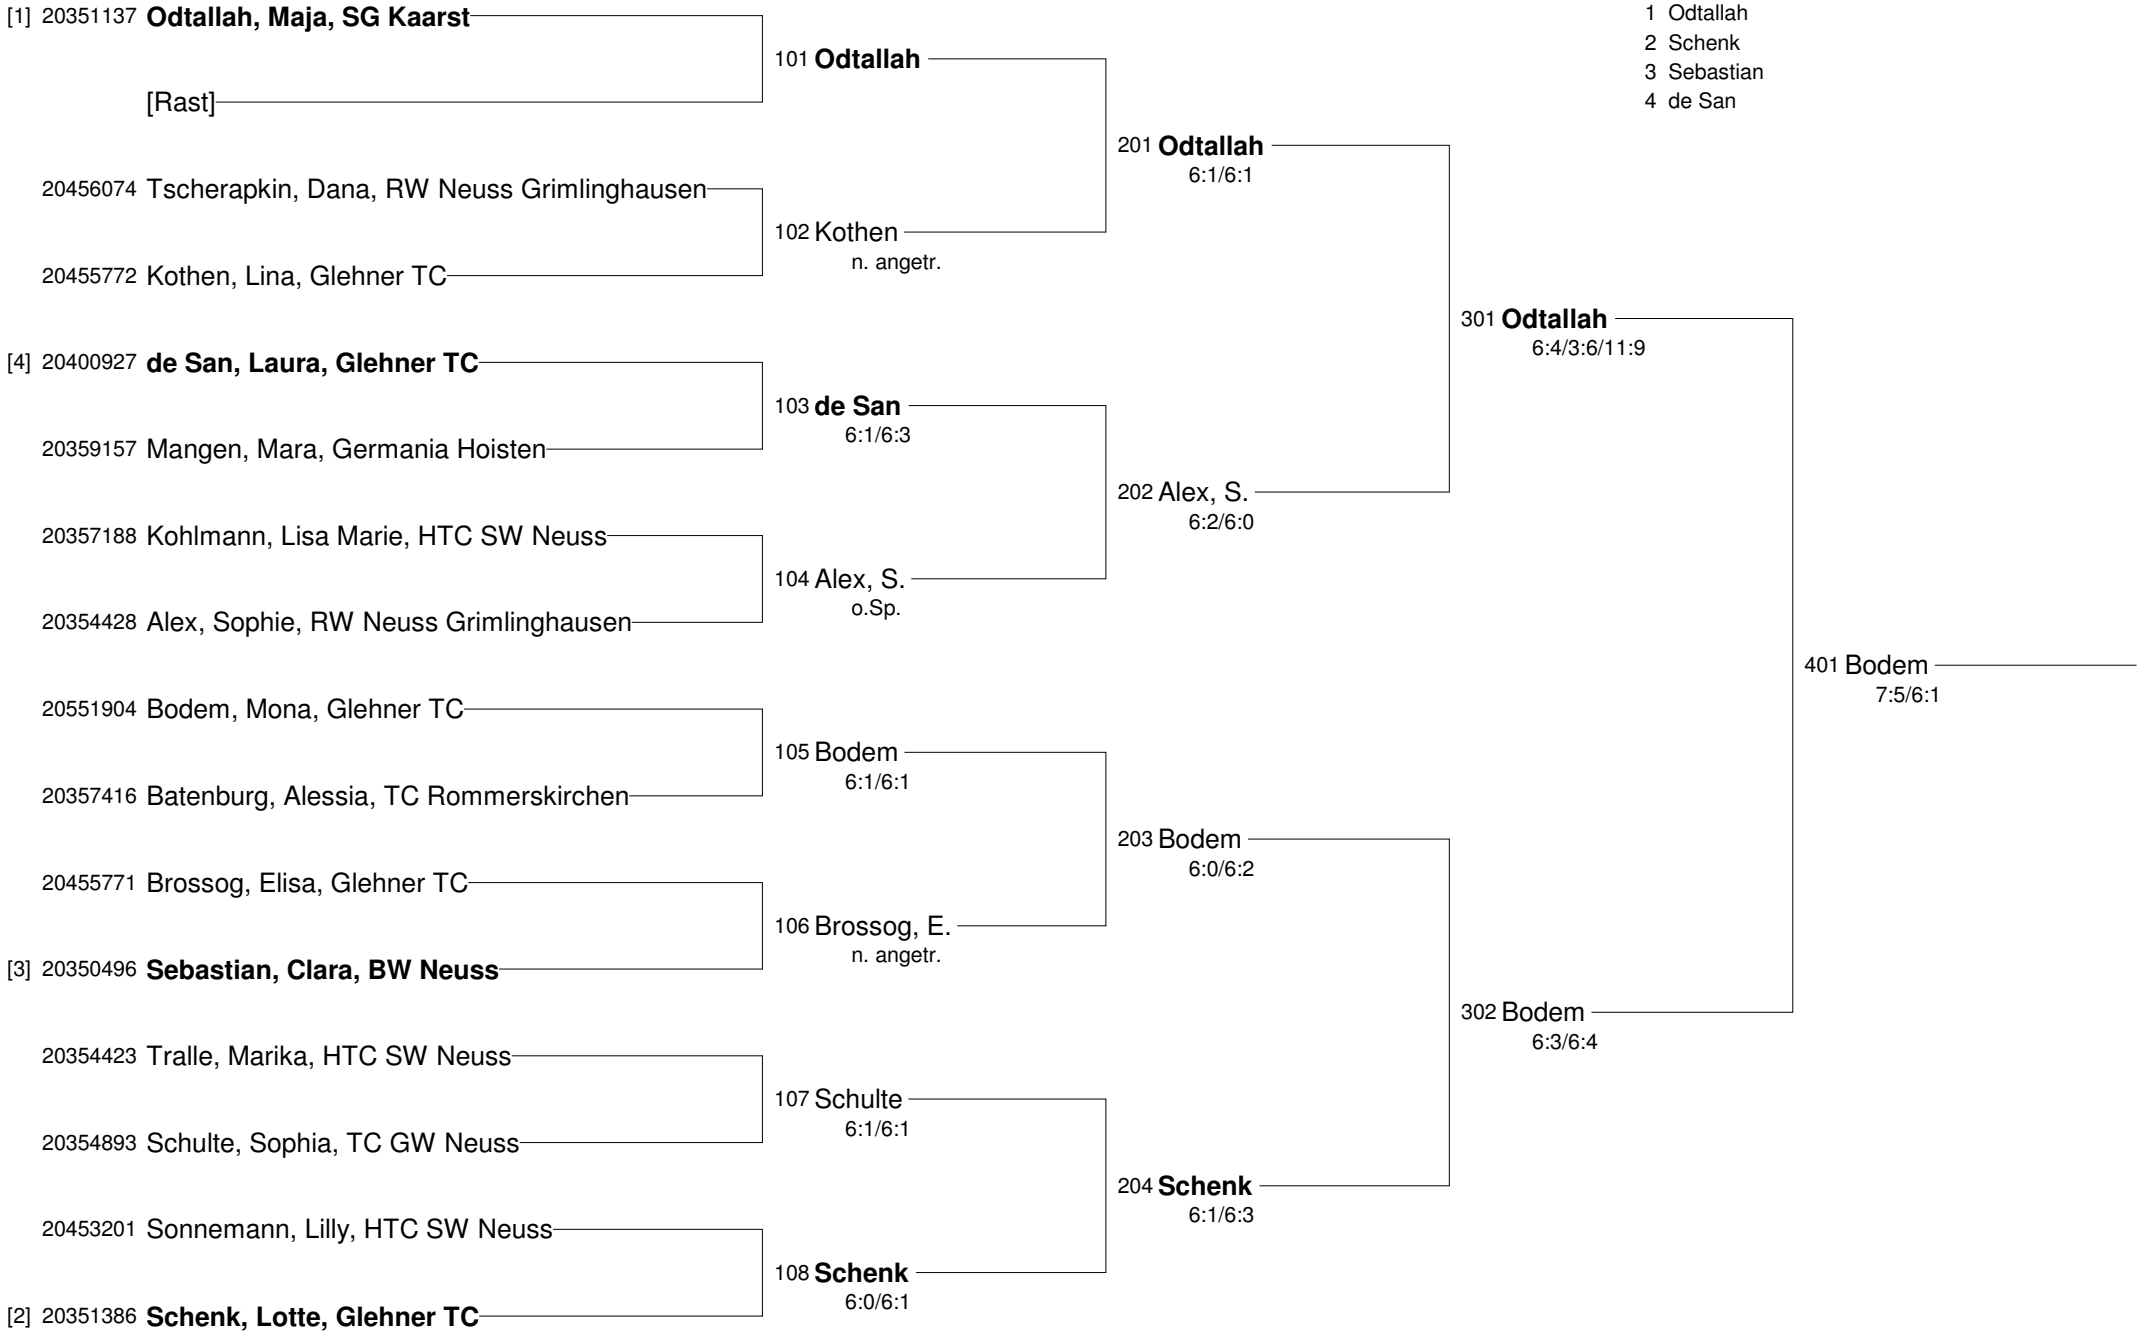 [1] 20351137 Odtallah, Maja, SG Kaarst
[Rast]
20456074 Tscherapkin, Dana, RW Neuss Grimlinghausen
20455772 Kothen, Lina, Glehner TC
[4] 20400927 de San, Laura, Glehner TC
20359157 Mangen, Mara, Germania Hoisten
20357188 Kohlmann, Lisa Marie, HTC SW Neuss
20354428 Alex, Sophie, RW Neuss Grimlinghausen
20551904 Bodem, Mona, Glehner TC
20357416 Batenburg, Alessia, TC Rommerskirchen
20455771 Brossog, Elisa, Glehner TC
[3] 20350496 Sebastian, Clara, BW Neuss
20354423 Tralle, Marika, HTC SW Neuss
20354893 Schulte, Sophia, TC GW Neuss
20453201 Sonnemann, Lilly, HTC SW Neuss
[2] 20351386 Schenk, Lotte, Glehner TC
101 Odtallah
102 Kothen
n. angetr.
103 de San
6:1/6:3
104 Alex, S.
o.Sp.
105 Bodem
6:1/6:1
106 Brossog, E.
n. angetr.
107 Schulte
6:1/6:1
108 Schenk
6:0/6:1
201 Odtallah
6:1/6:1
202 Alex, S.
6:2/6:0
203 Bodem
6:0/6:2
204 Schenk
6:1/6:3
301 Odtallah
6:4/3:6/11:9
302 Bodem
6:3/6:4
401 Bodem
7:5/6:1
1 Odtallah
2 Schenk
3 Sebastian
4 de San